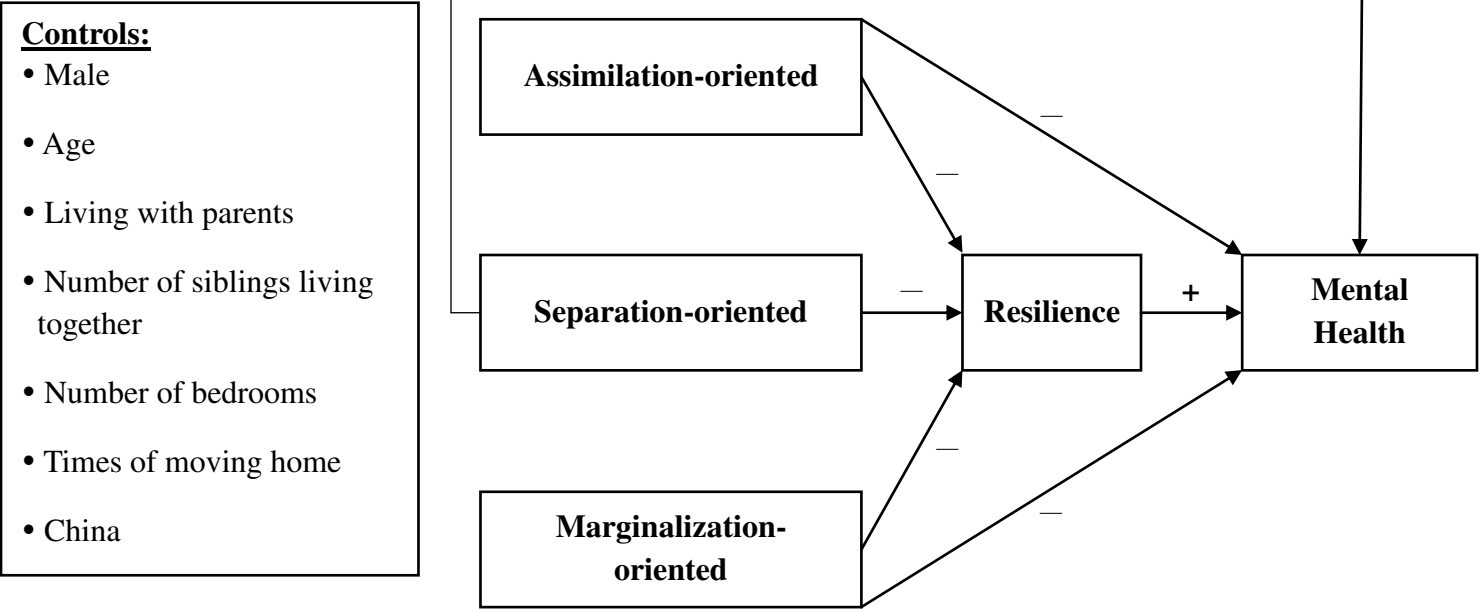 Controls:
• Male
• Age
• Living with parents
• Number of siblings living
together
• Number of bedrooms
• Times of moving home
• China
Assimilation-oriented
—
—
Separation-oriented
—
Resilience
+
Mental
Health
—
—
Marginalization-
oriented